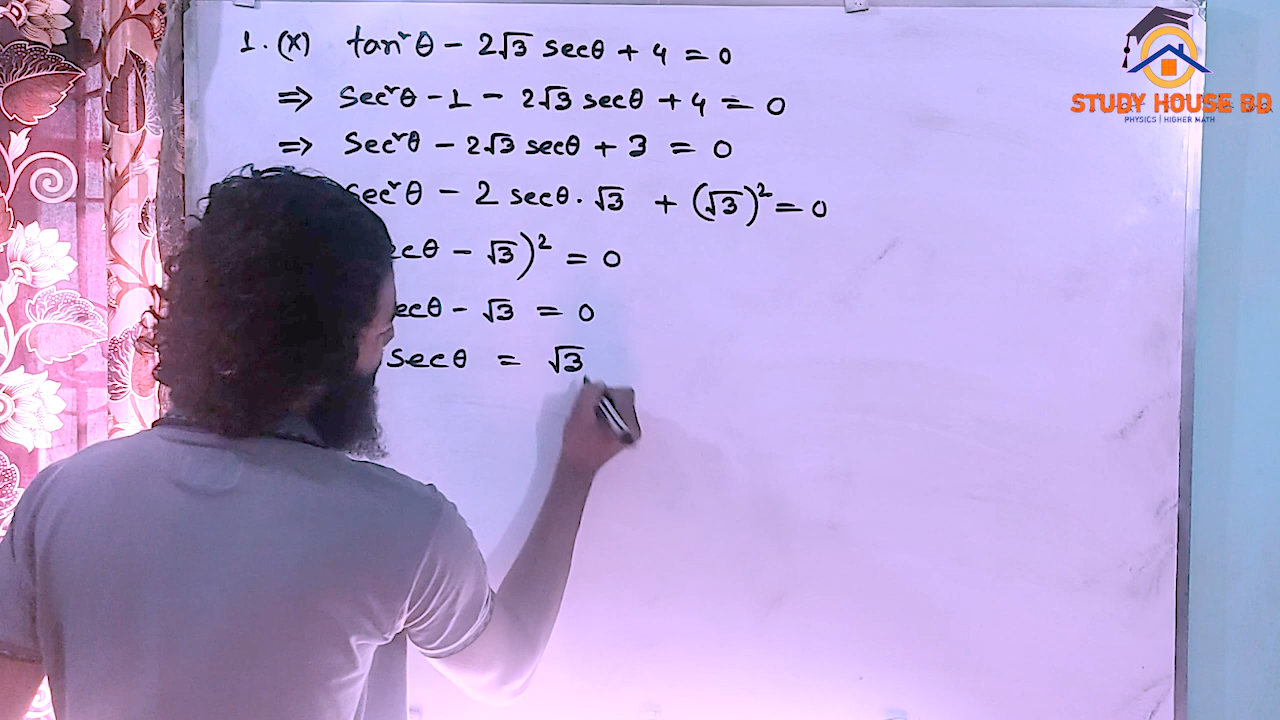 1. (x) tan²θ - 2√3 secθ + 4 = 0
⇒ Sec²θ - 1 - 2√3 secθ + 4 = 0
⇒ Sec²θ - 2√3 secθ + 3 = 0
sec²θ - 2 secθ · √3 + (√3)² = 0
ecθ - √3)² = 0
ecθ - √3 = 0
secθ = √3
STUDY HOUSE BD
PHYSICS | HIGHER MATH